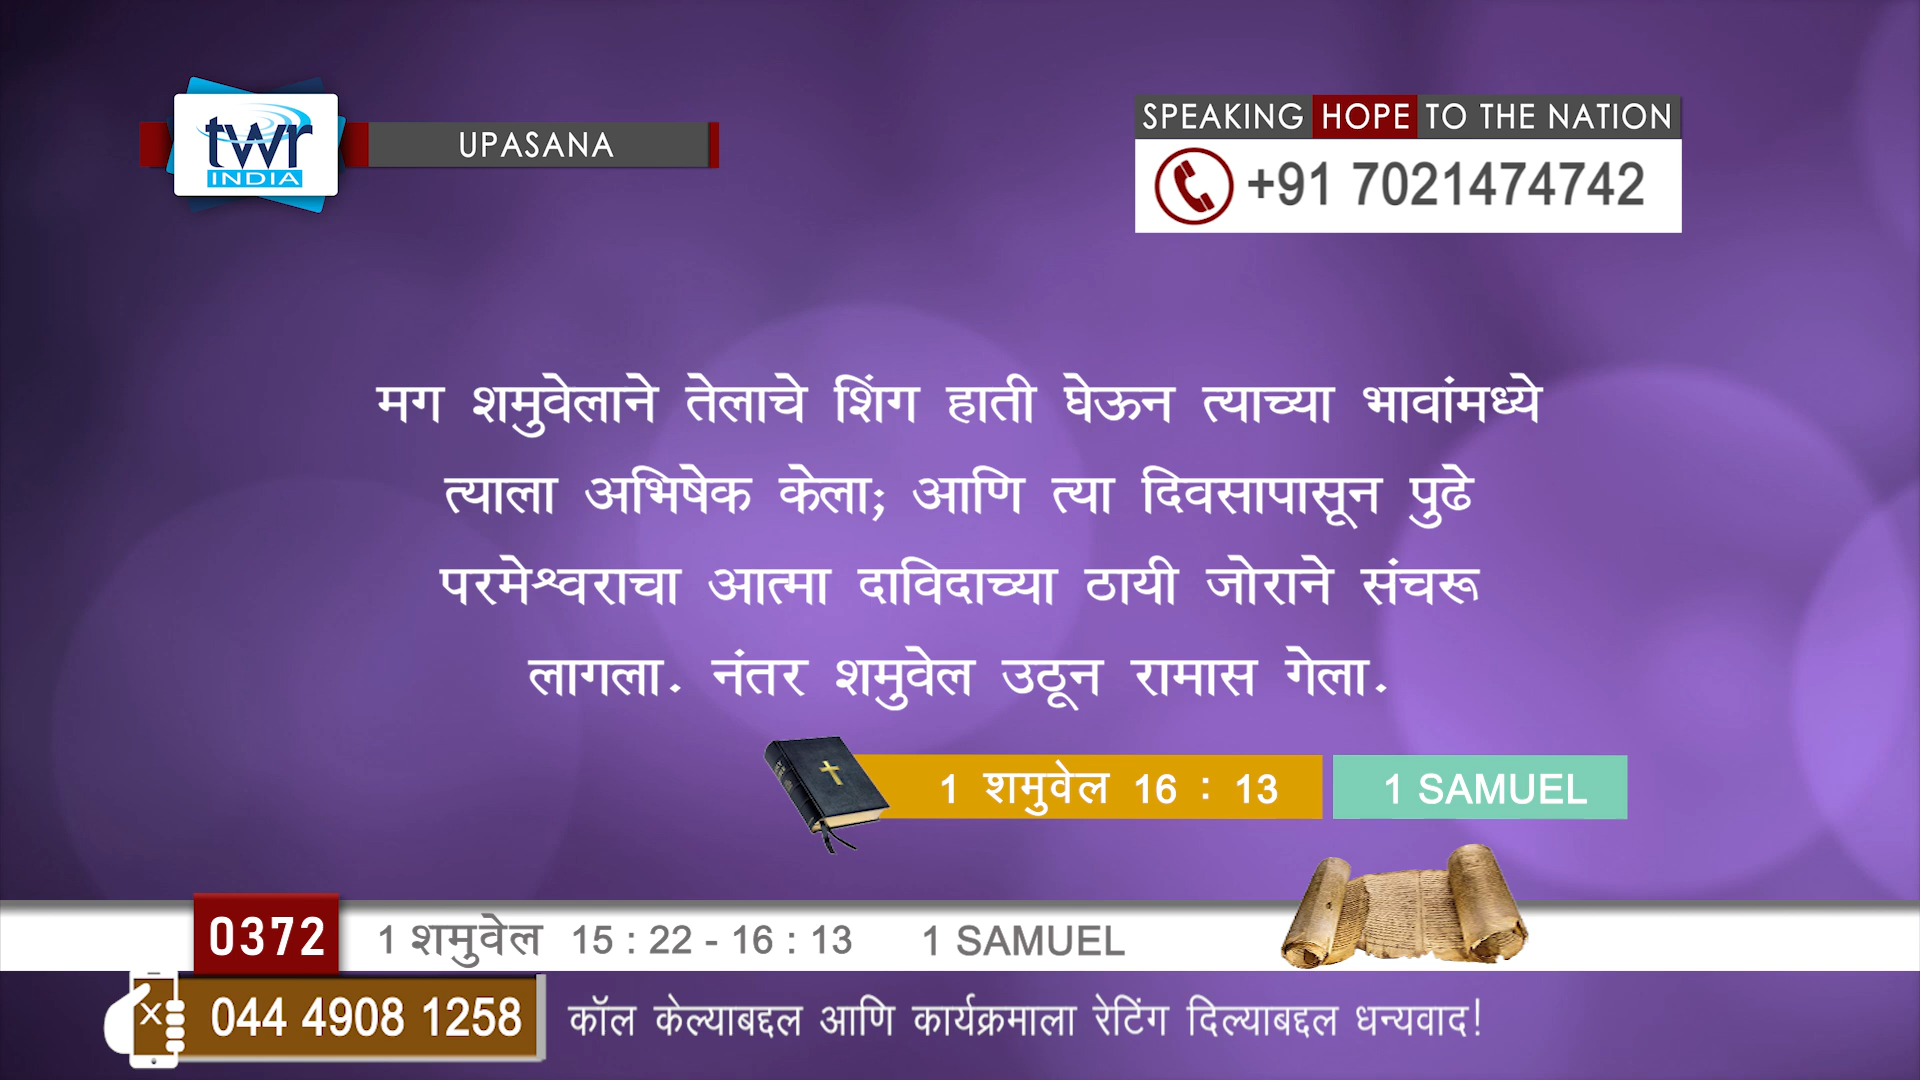 twr
INDIA
UPASANA
SPEAKING HOPE TO THE NATION
+91 7021474742
मग शमुवेलाने तेलाचे शिंग हाती घेऊन त्याच्या भावांमध्ये
त्याला अभिषेक केला; आणि त्या दिवसापासून पुढे
परमेश्वराचा आत्मा दाविदाच्या ठायी जोराने संचरू
लागला. नंतर शमुवेल उठून रामास गेला.
1 शमुवेल 16 : 13
1 SAMUEL
0372
1 शमुवेल 15 : 22 - 16 : 13
1 SAMUEL
X
044 4908 1258
कॉल केल्याबद्दल आणि कार्यक्रमाला रेटिंग दिल्याबद्दल धन्यवाद!